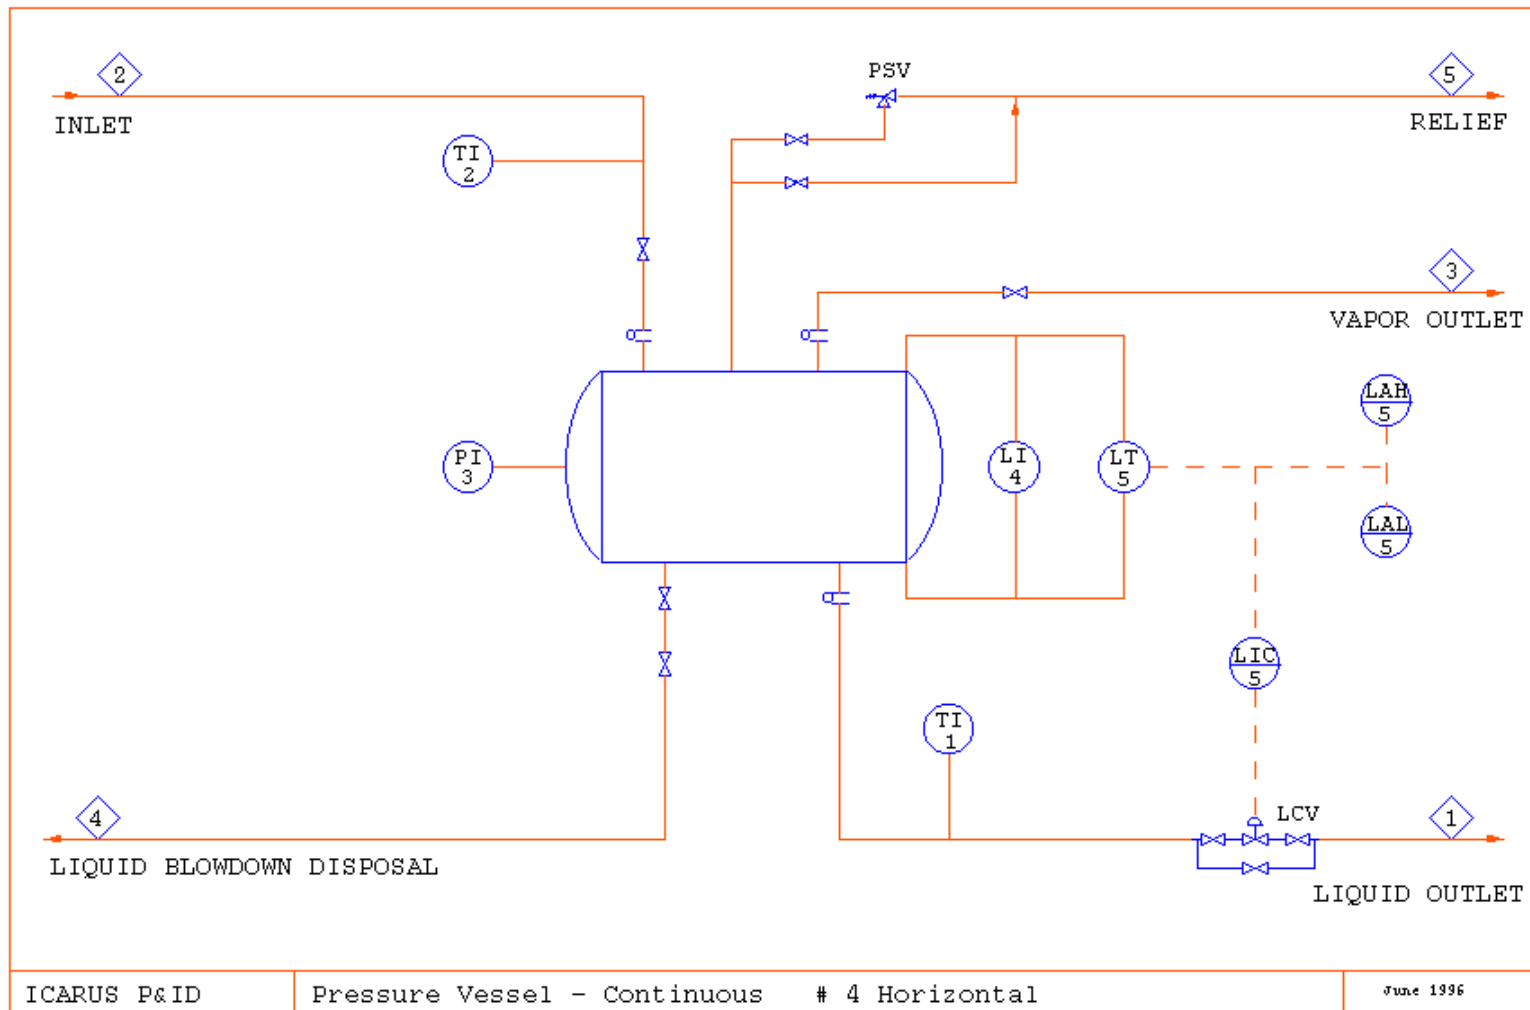 2
INLET
PSV
5
RELIEF
TI
2
3
VAPOR OUTLET
LAH
5
PI
3
LI
4
LT
5
LAL
5
LIC
5
TI
1
4
LIQUID BLOWDOWN DISPOSAL
LCV
1
LIQUID OUTLET
ICARUS P&ID
Pressure Vessel - Continuous # 4 Horizontal
June 1996